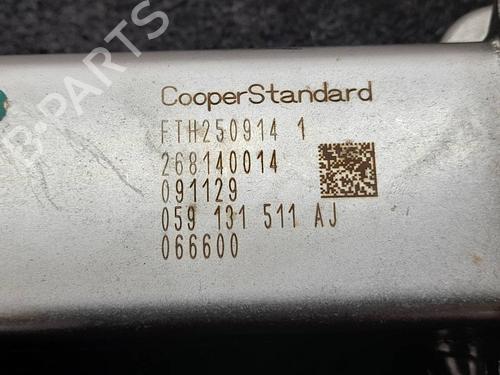 CooperStandard
FTH250914 1
268140014
091129
059 131 511 AJ
066600
B-PARTS